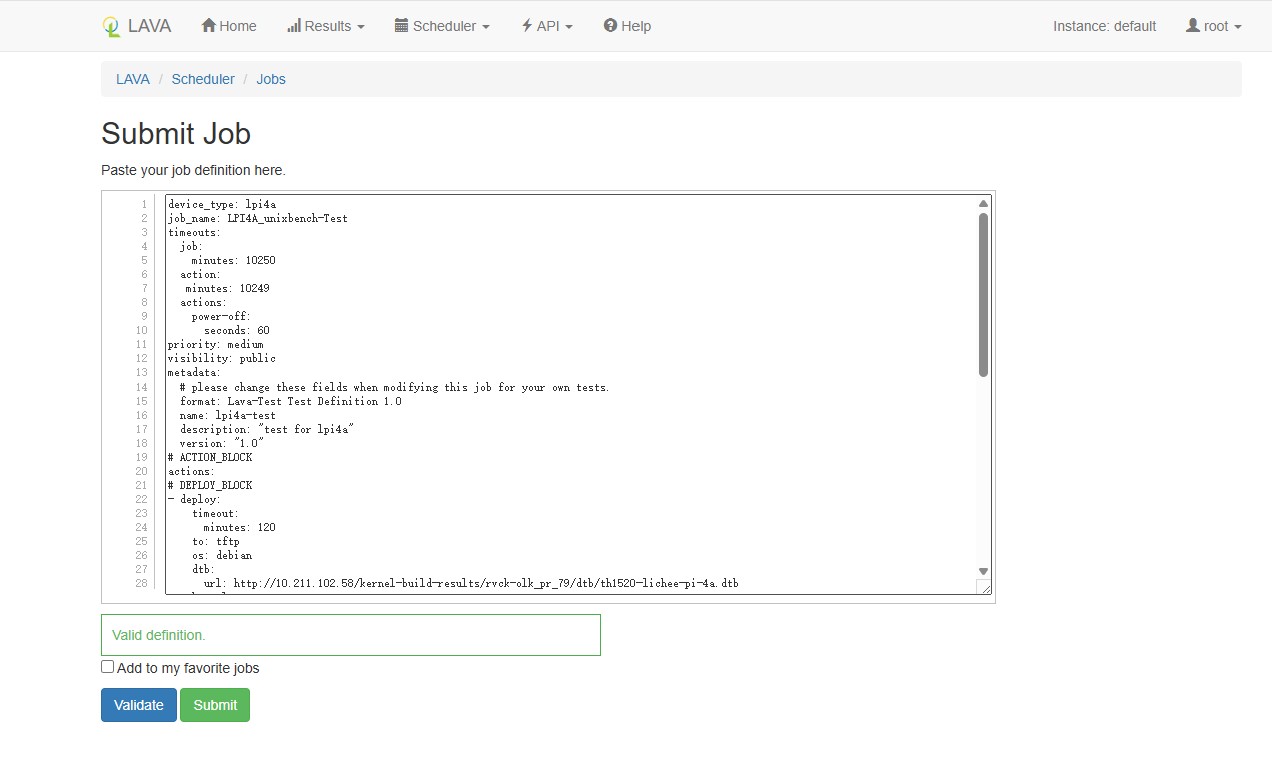 LAVA Home Results Scheduler API Help Instance: default root
LAVA / Scheduler / Jobs
Submit Job
Paste your job definition here.
1 device_type: lpi4a
2 job_name: LPI4A_unixbench-Test
3 timeouts:
4   job:
5     minutes: 10250
6   action:
7    minutes: 10249
8   actions:
9     power-off:
10       seconds: 60
11 priority: medium
12 visibility: public
13 metadata:
14   # please change these fields when modifying this job for your own tests.
15   format: Lava-Test Test Definition 1.0
16   name: lpi4a-test
17   description: "test for lpi4a"
18   version: "1.0"
19 # ACTION_BLOCK
20 actions:
21 # DEPLOY_BLOCK
22 - deploy:
23     timeout:
24       minutes: 120
25     to: tftp
26     os: debian
27     dtb:
28       url: http://10.211.102.58/kernel-build-results/rvck-olk_pr_79/dtb/th1520-lichee-pi-4a.dtb
Valid definition.
Add to my favorite jobs
Validate Submit